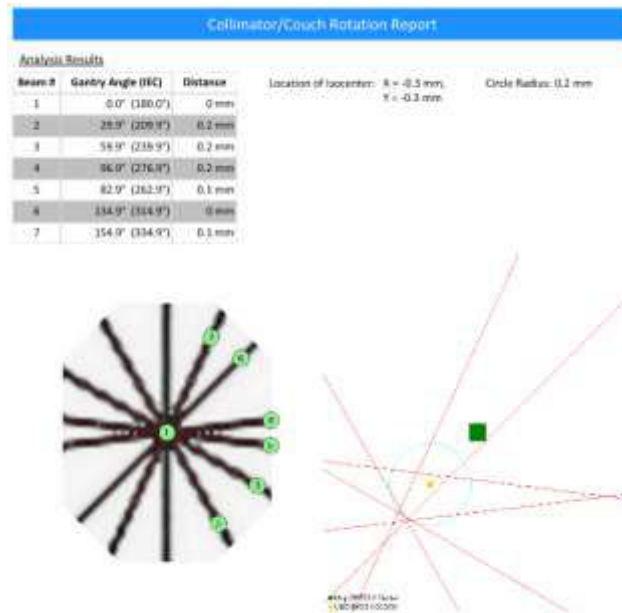 Collimator/Couch Rotation Report
Analysis Results
Beam # Gantry Angle (IEC) Distance
1 0.0° (180.0°) 0 mm
2 29.9° (209.9°) 0.2 mm
3 59.9° (239.9°) 0.2 mm
4 96.9° (276.9°) 0.2 mm
5 82.9° (262.9°) 0.1 mm
6 134.9° (314.9°) 0 mm
7 154.9° (334.9°) 0.1 mm
Location of Isocenter: X = -0.3 mm,
Y = -0.3 mm
Circle Radius: 0.2 mm
1